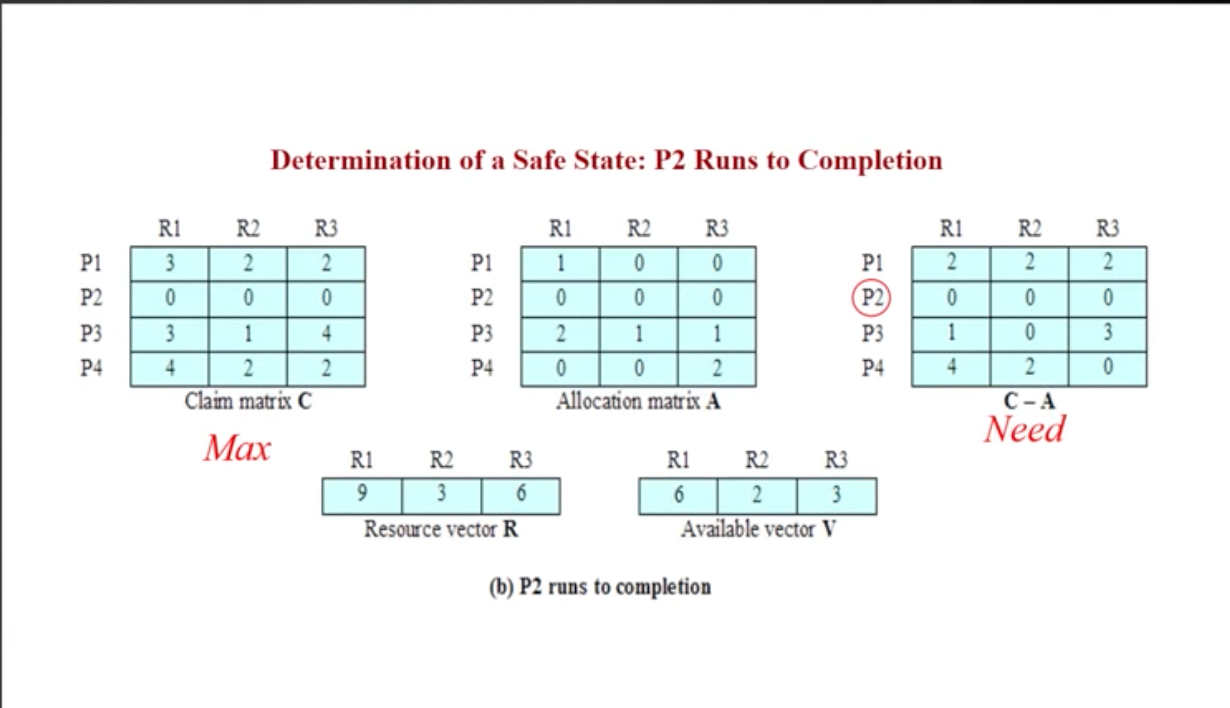 Determination of a Safe State: P2 Runs to Completion
R1 R2 R3
P1 3 2 2
P2 0 0 0
P3 3 1 4
P4 4 2 2
Claim matrix C
Max
R1 R2 R3
P1 1 0 0
P2 0 0 0
P3 2 1 1
P4 0 0 2
Allocation matrix A
R1 R2 R3
P1 2 2 2
P2 0 0 0
P3 1 0 3
P4 4 2 0
C – A
Need
R1 R2 R3
9 3 6
Resource vector R
R1 R2 R3
6 2 3
Available vector V
(b) P2 runs to completion